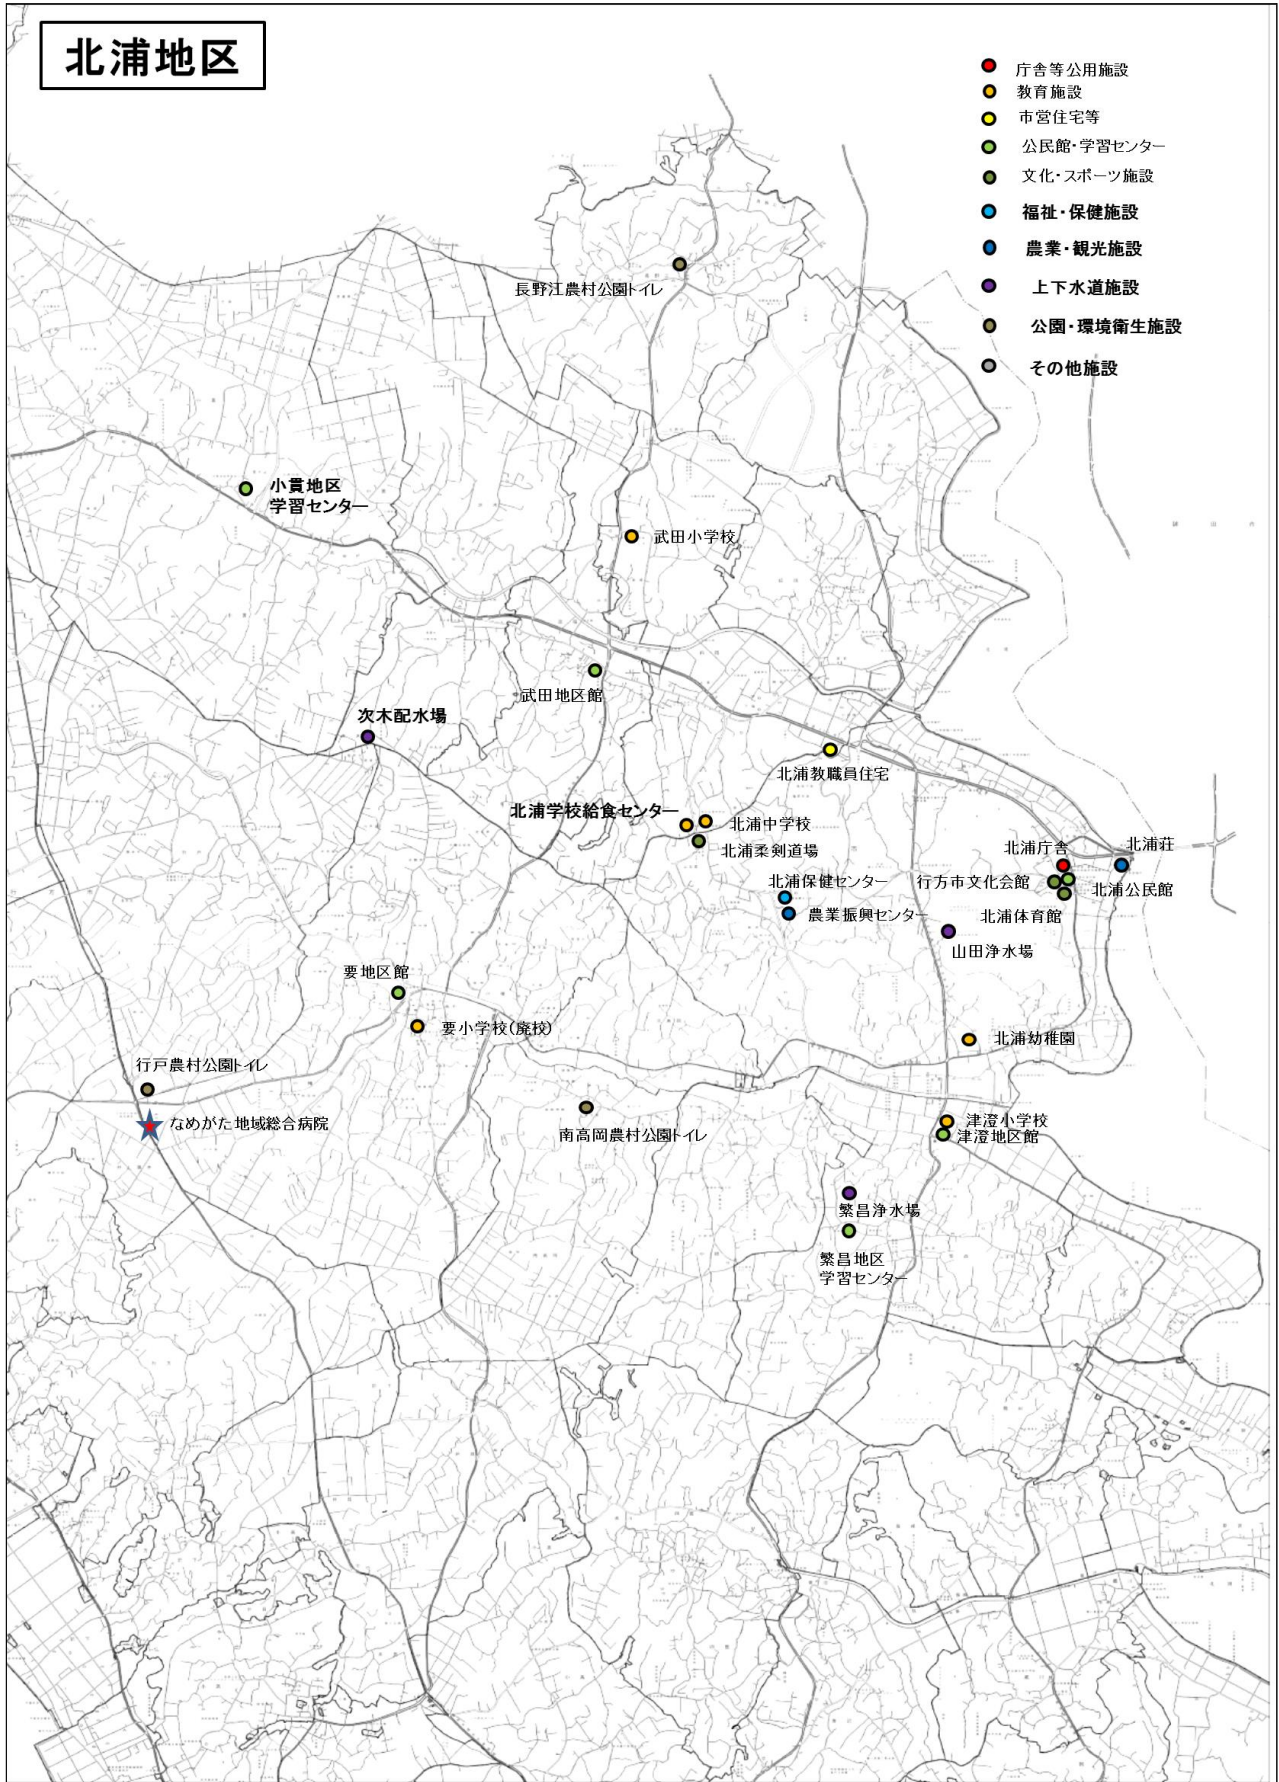 北浦地区
庁舎等公用施設
教育施設
市営住宅等
公民館・学習センター
文化・スポーツ施設
福祉・保健施設
農業・観光施設
上下水道施設
公園・環境衛生施設
その他施設
長野江農村公園トイレ
小貫地区
学習センター
武田小学校
武田地区館
次木配水場
北浦教職員住宅
北浦学校給食センター
北浦中学校
北浦柔剣道場
北浦庁舎
北浦荘
北浦保健センター
行方市文化会館
北浦公民館
農業振興センター
北浦体育館
山田浄水場
要地区館
要小学校(廃校)
北浦幼稚園
行戸農村公園トイレ
なめがた地域総合病院
南高岡農村公園トイレ
津澄小学校
津澄地区館
繁昌浄水場
繁昌地区
学習センター